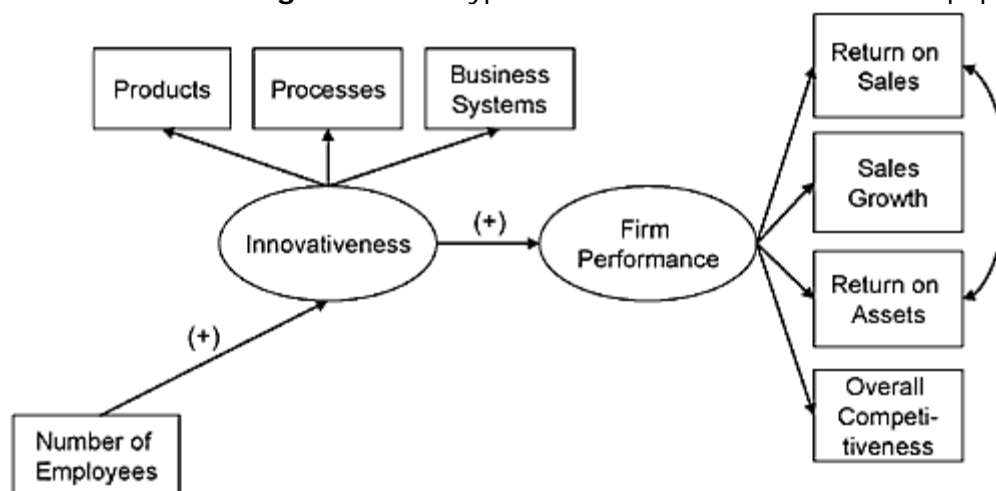 Products
Processes
Business
Systems
Return on
Sales
Sales
Growth
Innovativeness
(+)
Firm
Performance
Return on
Assets
(+)
Overall
Competi-
tiveness
Number of
Employees